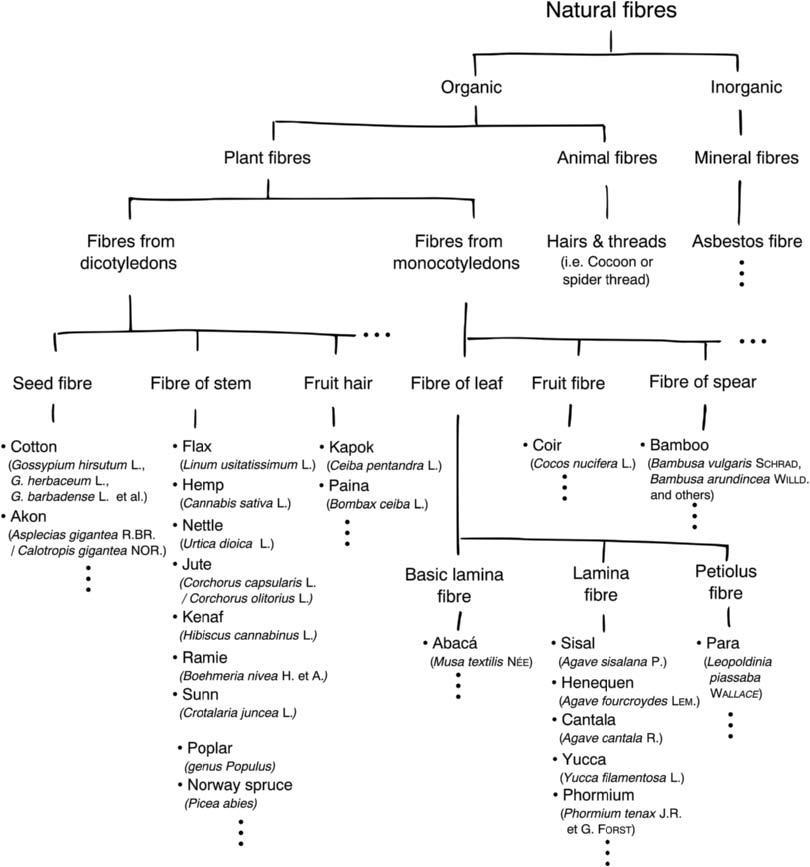 Natural fibres
Organic
Inorganic
Plant fibres
Animal fibres
Mineral fibres
Fibres from
dicotyledons
Fibres from
monocotyledons
Hairs & threads
(i.e. Cocoon or
spider thread)
Asbestos fibre
Seed fibre
Fibre of stem
Fruit hair
Fibre of leaf
Fruit fibre
Fibre of spear
• Cotton
(Gossypium hirsutum L.,
G. herbaceum L.,
G. barbadense L. et al.)
• Akon
(Asplecias gigantea R.BR.
/ Calotropis gigantea NOR.)
• Flax
(Linum usitatissimum L.)
• Hemp
(Cannabis sativa L.)
• Nettle
(Urtica dioica L.)
• Jute
(Corchorus capsularis L.
/ Corchorus olitorius L.)
• Kenaf
(Hibiscus cannabinus L.)
• Ramie
(Boehmeria nivea H. et A.)
• Sunn
(Crotalaria juncea L.)
• Poplar
(genus Populus)
• Norway spruce
(Picea abies)
• Kapok
(Ceiba pentandra L.)
• Paina
(Bombax ceiba L.)
• Coir
(Cocos nucifera L.)
• Bamboo
(Bambusa vulgaris SCHRAD,
Bambusa arundincea WILLD.
and others)
Basic lamina
fibre
Lamina
fibre
Petiolus
fibre
• Abacá
(Musa textilis NÉE)
• Sisal
(Agave sisalana P.)
• Henequen
(Agave fourcroydes LEM.)
• Cantala
(Agave cantala R.)
• Yucca
(Yucca filamentosa L.)
• Phormium
(Phormium tenax J.R.
et G. FORST)
• Para
(Leopoldinia
piassaba
WALLACE)